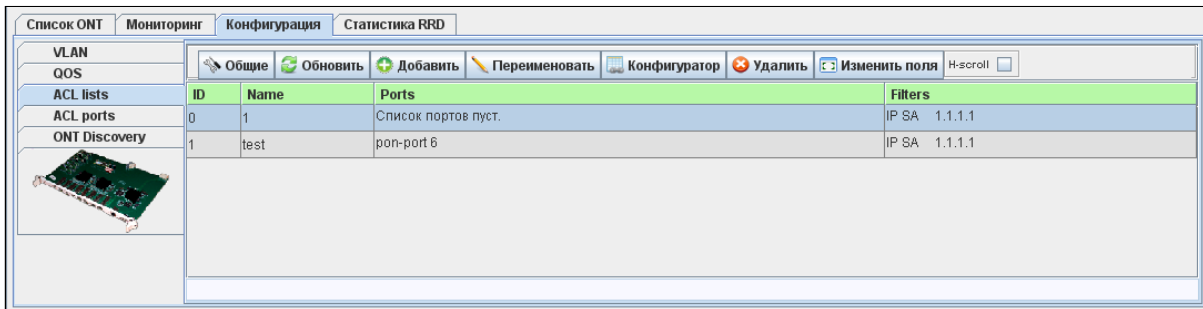 Список ONT Мониторинг Конфигурация Статистика RRD
VLAN
QOS
ACL lists
ACL ports
ONT Discovery
Общие Обновить Добавить Переименовать Конфигуратор Удалить Изменить поля H-scroll
ID Name Ports Filters
0 1 Список портов пуст. IP SA 1.1.1.1
1 test pon-port 6 IP SA 1.1.1.1